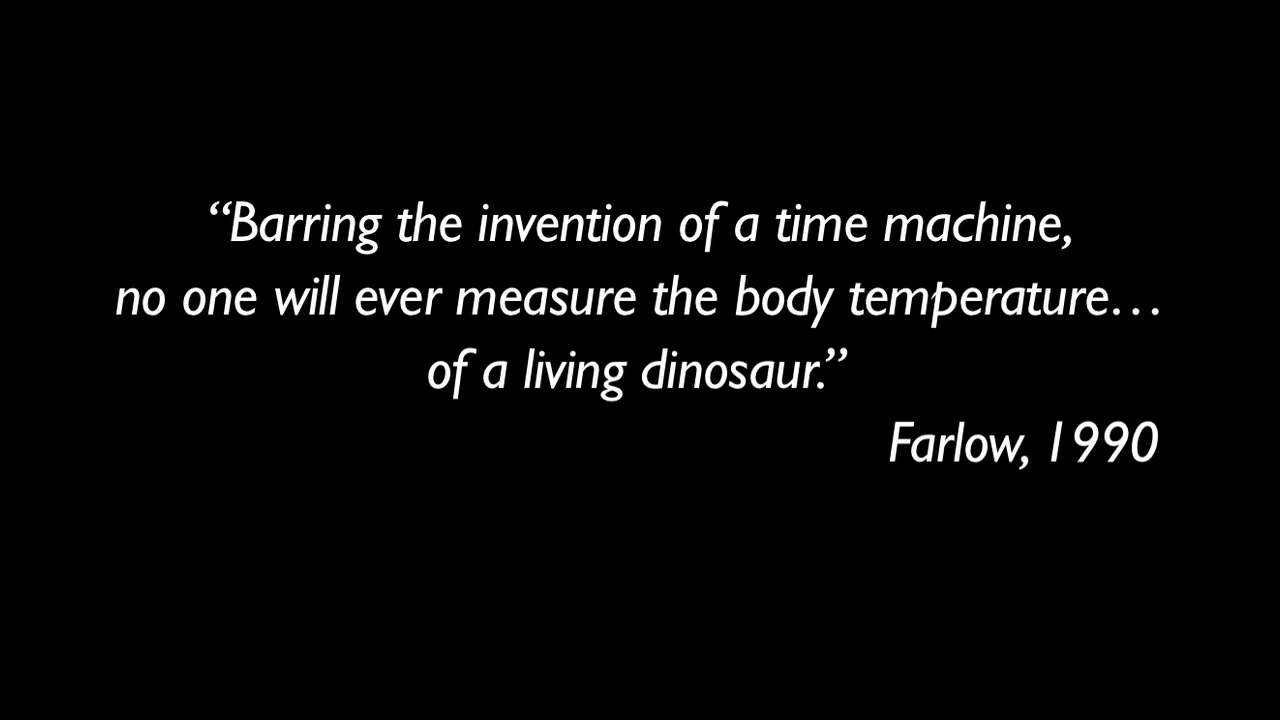 “Barring the invention of a time machine,
no one will ever measure the body temperature…
of a living dinosaur.”
Farlow, 1990